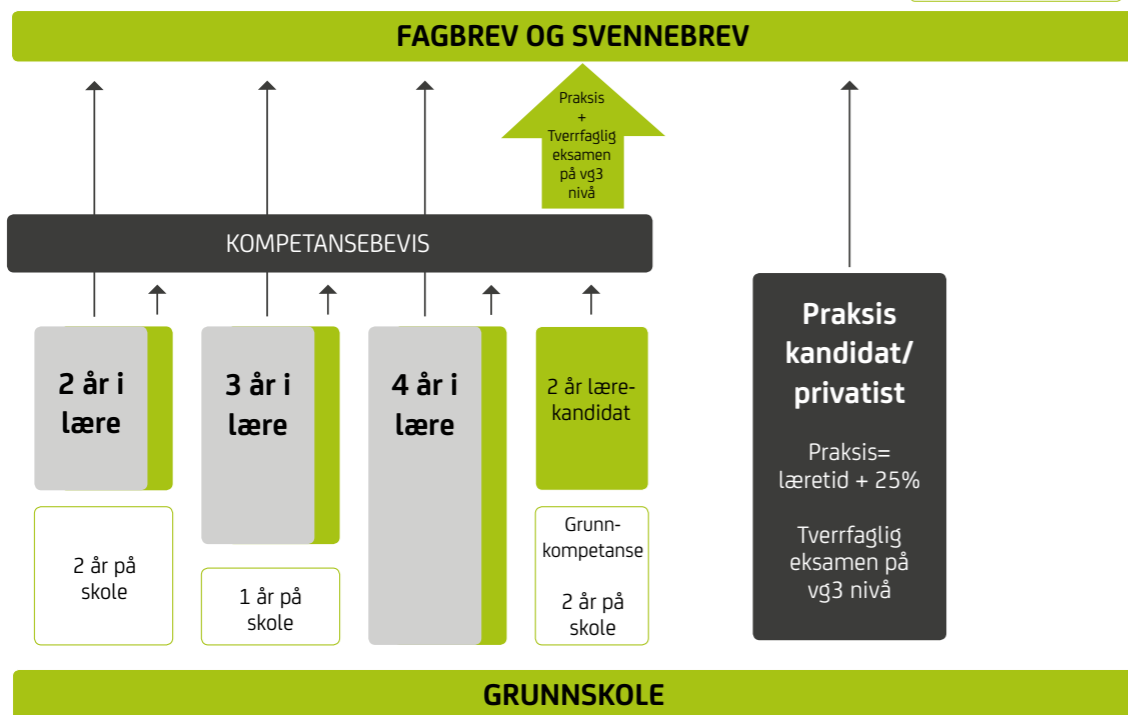 FAGBREV OG SVENNEBREV
Praksis
+
Tverrfaglig
eksamen
på vg3
nivå
KOMPETANSEBEVIS
2 år i
lære
2 år på
skole
3 år i
lære
1 år på
skole
4 år i
lære
2 år lære-
kandidat
Grunn-
kompetanse
2 år på
skole
Praksis
kandidat/
privatist
Praksis=
læretid + 25%
Tverrfaglig
eksamen på
vg3 nivå
GRUNNSKOLE